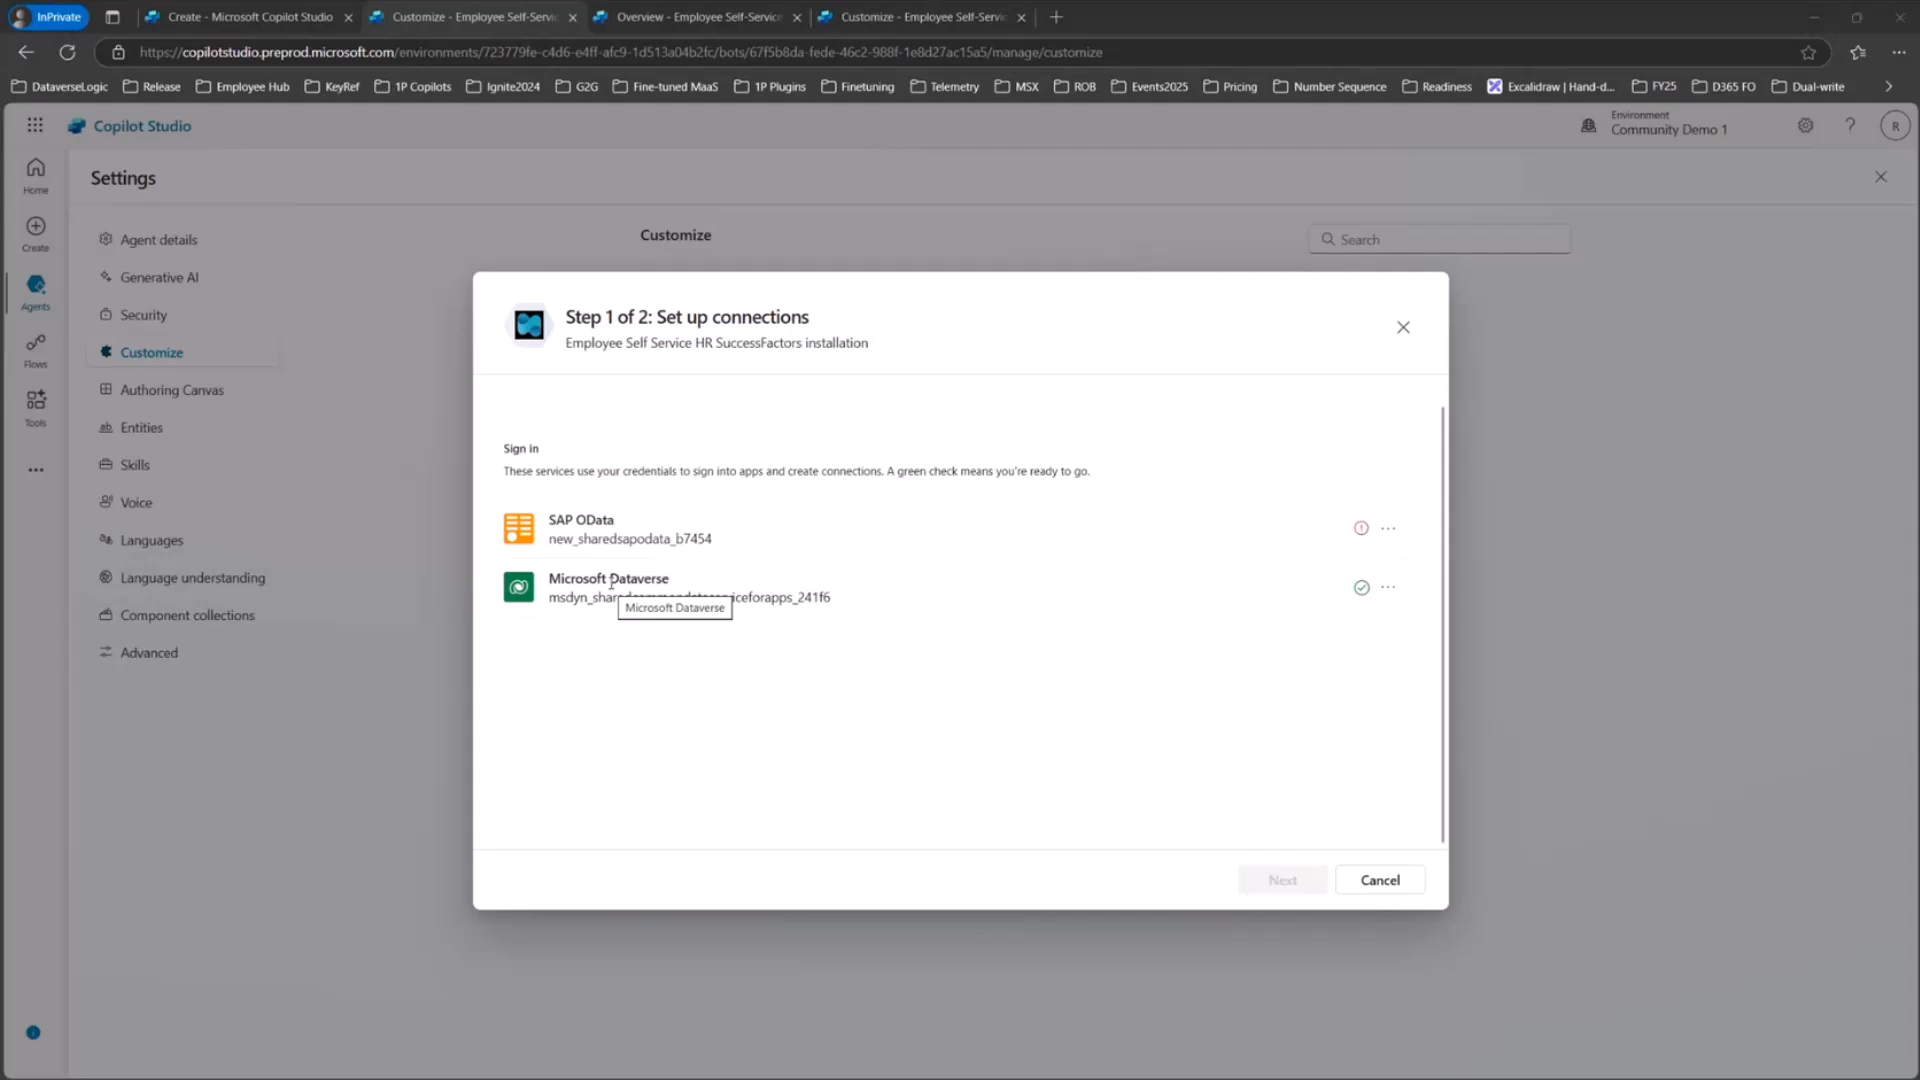 InPrivate
Create - Microsoft Copilot Studio
Customize - Employee Self-Servic
Overview - Employee Self-Service
Customize - Employee Self-Servic
https://copilotstudio.preprod.microsoft.com/environments/723779fe-c4d6-e4ff-afc9-1d513a04b2fc/bots/67f5b8da-fede-46c2-988f-1e8d27ac15a5/manage/customize
DataverseLogic
Release
Employee Hub
KeyRef
1P Copilots
Ignite2024
G2G
Fine-tuned MaaS
1P Plugins
Finetuning
Telemetry
MSX
ROB
Events2025
Pricing
Number Sequence
Readiness
Excalidraw | Hand-d...
FY25
D365 FO
Dual-write
Copilot Studio
Environment
Community Demo 1
R
Home
Create
Agents
Flows
Tools
Settings
Agent details
Generative AI
Security
Customize
Authoring Canvas
Entities
Skills
Voice
Languages
Language understanding
Component collections
Advanced
Customize
Search
Step 1 of 2: Set up connections
Employee Self Service HR SuccessFactors installation
Sign in
These services use your credentials to sign into apps and create connections. A green check means you're ready to go.
SAP OData
new_sharedsapodata_b7454
Microsoft Dataverse
Microsoft Dataverse
Next
Cancel